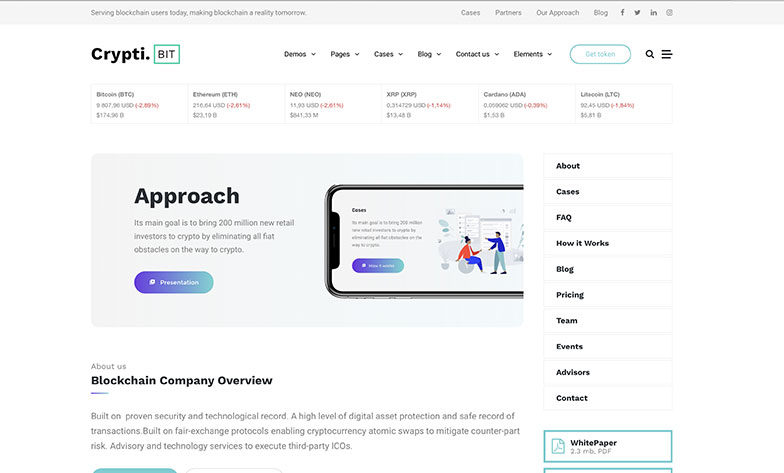 Serving blockchain users today, making blockchain a reality tomorrow.
Cases Partners Our Approach Blog
Crypti. BIT
Demos Pages Cases Blog Contact us Elements Get token
Bitcoin (BTC) Ethereum (ETH) NEO (NEO) XRP (XRP) Cardano (ADA) Litecoin (LTC)
9 807,96 USD (-2,89%) 216,64 USD (-2,61%) 11,93 USD (-2,61%) 0,314729 USD (-1,14%) 0,059062 USD (-0,39%) 92,45 USD (-1,84%)
$174,96 B $23,19 B $841,33 M $13,48 B $1,53 B $5,81 B
Approach
Its main goal is to bring 200 million new retail
investors to crypto by eliminating all fiat
obstacles on the way to crypto.
Presentation
Cases
Its main goal is to bring 200 million
new retail investors to crypto by
eliminating all fiat obstacles on the
way to crypto.
How it works
About
Cases
FAQ
How it Works
Blog
Pricing
Team
Events
Advisors
Contact
About us
Blockchain Company Overview
Built on proven security and technological record. A high level of digital asset protection and safe record of
transactions.Built on fair-exchange protocols enabling cryptocurrency atomic swaps to mitigate counter-part
risk. Advisory and technology services to execute third-party ICOs.
WhitePaper
2.3 mb, PDF